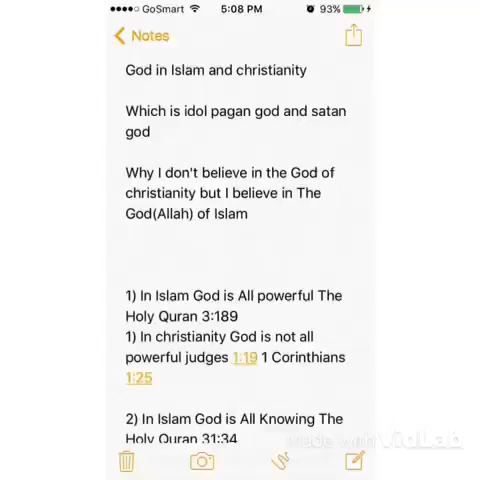 GoSmart 5:08 PM 93%
Notes
God in Islam and christianity
Which is idol pagan god and satan
god
Why I don't believe in the God of
christianity but I believe in The
God(Allah) of Islam
1) In Islam God is All powerful The
Holy Quran 3:189
1) In christianity God is not all
powerful judges 1:19 1 Corinthians
1:25
2) In Islam God is All Knowing The
Holy Quran 31:34
made with VidLab